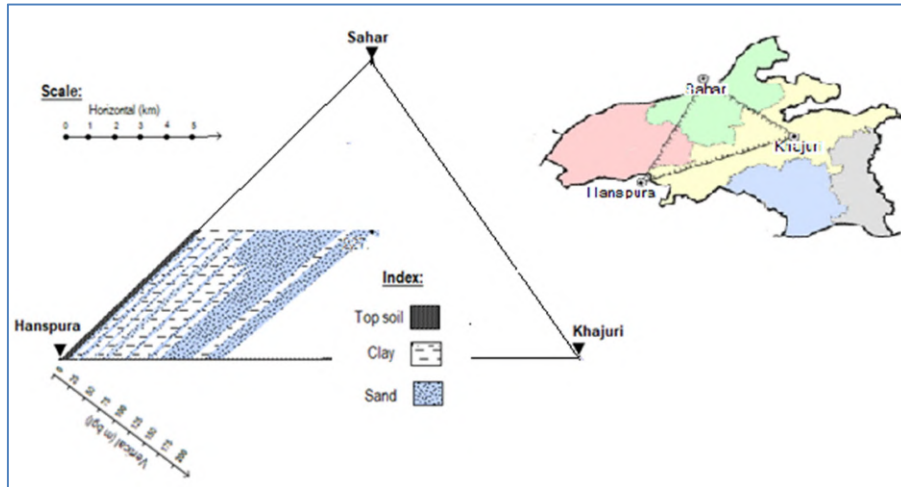 Sahar
Scale:
Horizontal (km)
0 1 2 3 4 5
Sahar
Khajuri
Hanspura
Index:
Hanspura
Top soil
Khajuri
Clay
Sand
Vertical (m bgl)